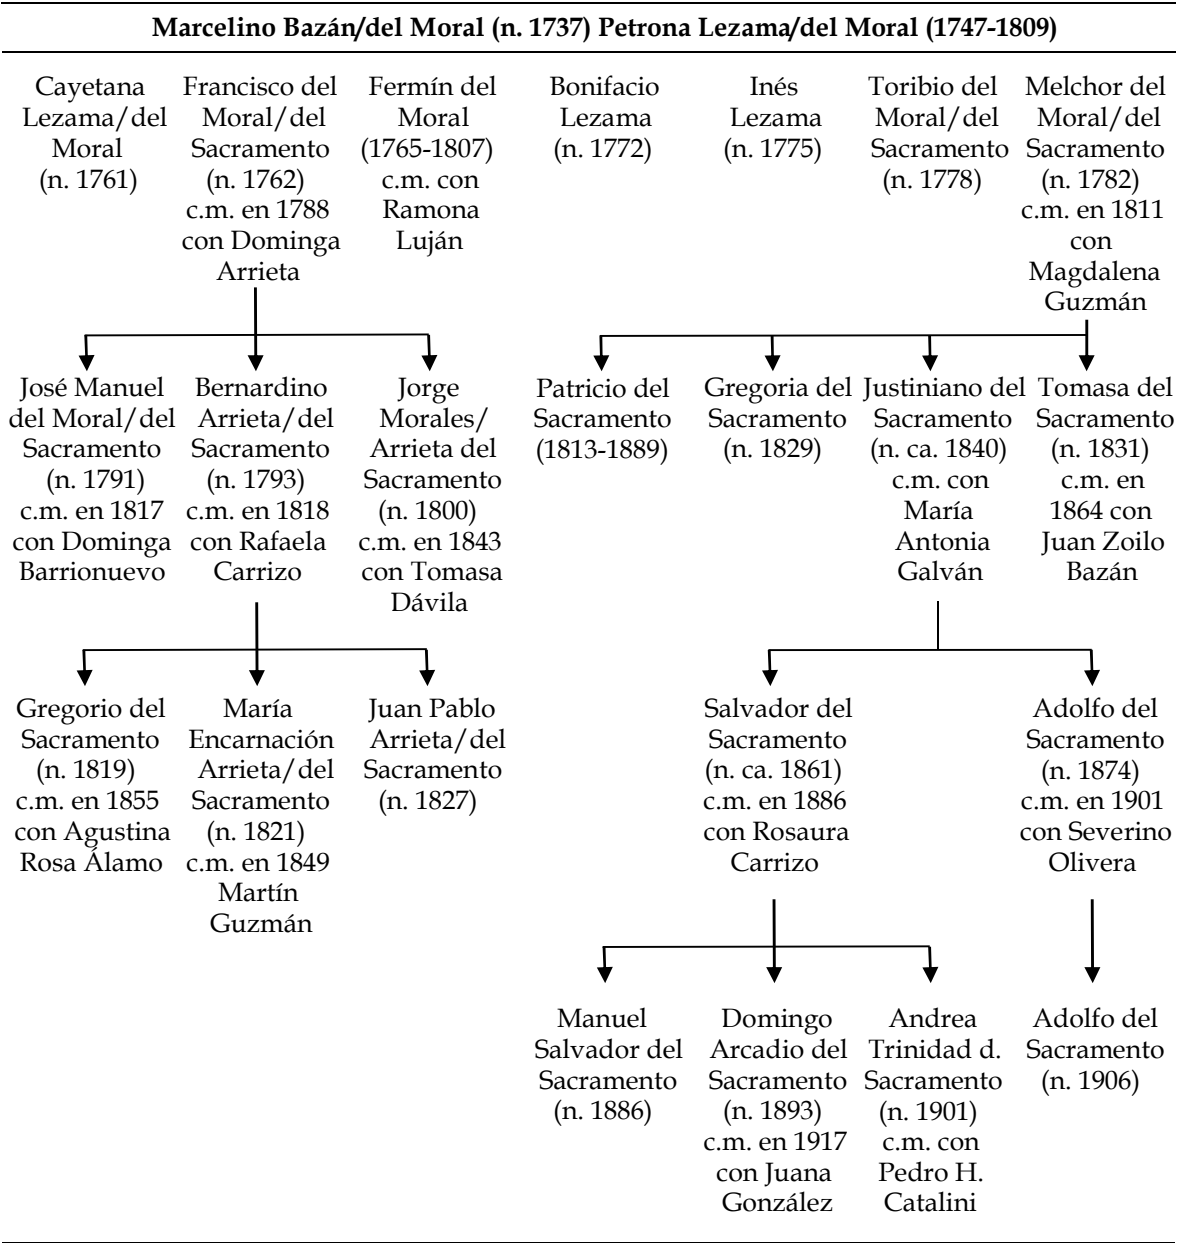 Marcelino Bazán/del Moral (n. 1737) Petrona Lezama/del Moral (1747-1809)
Cayetana
Lezama/del
Moral
(n. 1761)
Francisco del
Moral/del
Sacramento
(n. 1762)
c.m. en 1788
con Dominga
Arrieta
Fermín del
Moral
(1765-1807)
c.m. con
Ramona
Luján
Bonifacio
Lezama
(n. 1772)
Inés
Lezama
(n. 1775)
Toribio del
Moral/del
Sacramento
(n. 1778)
Melchor del
Moral/del
Sacramento
(n. 1782)
c.m. en 1811
con
Magdalena
Guzmán
José Manuel
del Moral/del
Sacramento
(n. 1791)
c.m. en 1817
con Dominga
Barrionuevo
Bernardino
Arrieta/del
Sacramento
(n. 1793)
c.m. en 1818
con Rafaela
Carrizo
Jorge
Morales/
Arrieta del
Sacramento
(n. 1800)
c.m. en 1843
con Tomasa
Dávila
Patricio del
Sacramento
(1813-1889)
Gregoria del
Sacramento
(n. 1829)
Justiniano del
Sacramento
(n. ca. 1840)
c.m. con
María
Antonia
Galván
Tomasa del
Sacramento
(n. 1831)
c.m. en
1864 con
Juan Zoilo
Bazán
Gregorio del
Sacramento
(n. 1819)
c.m. en 1855
con Agustina
Rosa Álamo
María
Encarnación
Arrieta/del
Sacramento
(n. 1821)
c.m. en 1849
Martín
Guzmán
Juan Pablo
Arrieta/del
Sacramento
(n. 1827)
Salvador del
Sacramento
(n. ca. 1861)
c.m. en 1886
con Rosaura
Carrizo
Adolfo del
Sacramento
(n. 1874)
c.m. en 1901
con Severino
Olivera
Manuel
Salvador del
Sacramento
(n. 1886)
Domingo
Arcadio del
Sacramento
(n. 1893)
c.m. en 1917
con Juana
González
Andrea
Trinidad d.
Sacramento
(n. 1901)
c.m. con
Pedro H.
Catalini
Adolfo del
Sacramento
(n. 1906)